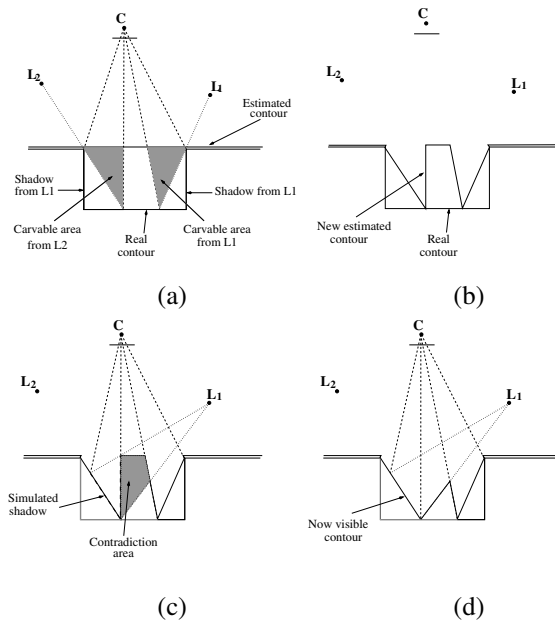 C
L2
L1
Estimated
contour
Shadow
from L1
Shadow from L1
Carvable area
from L2
Real
contour
Carvable area
from L1
(a)
C
L2
L1
New estimated
contour
Real
contour
(b)
C
L2
L1
Simulated
shadow
Contradiction
area
(c)
C
L2
L1
Now visible
contour
(d)